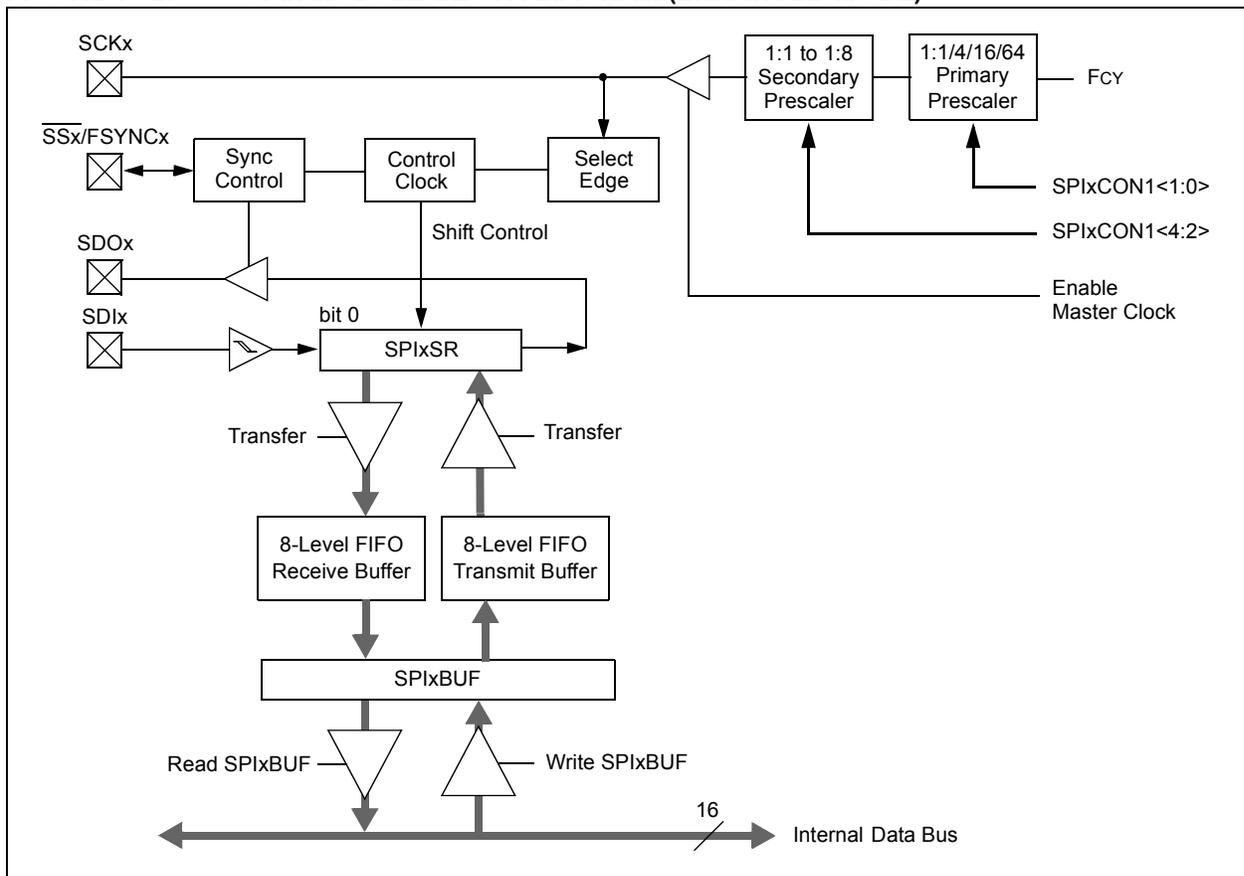 SCKx
1:1 to 1:8
Secondary
Prescaler
1:1/4/16/64
Primary
Prescaler
FCY
SSx/FSYNCx
Sync
Control
Control
Clock
Select
Edge
SPIxCON1<1:0>
SPIxCON1<4:2>
Shift Control
SDOx
Enable
Master Clock
SDIx
bit 0
SPIxSR
Transfer
Transfer
8-Level FIFO
Receive Buffer
8-Level FIFO
Transmit Buffer
SPIxBUF
Read SPIxBUF
Write SPIxBUF
16
Internal Data Bus